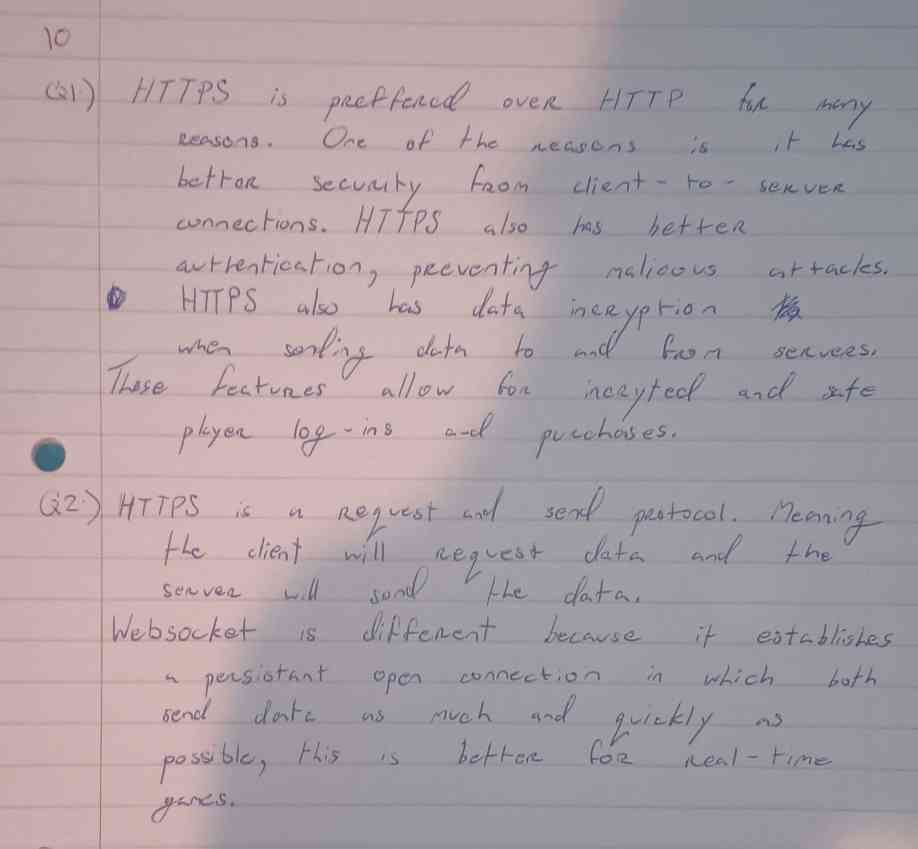 10
Q1) HTTPS is preffered over HTTP for many
reasons. One of the reasons is it has
bettor security from client-to-server
connections. HTTPS also has better
authentication, preventing malicous attacks.
HTTPS also has data incryption
when sending data to and from servers.
These features allow for incryted and safe
player log-ins and purchases.
Q2.) HTTPS is a request and send protocol. Meaning
the client will request data and the
server will send the data.
Websocket is different because it establishes
a persistant open connection in which both
send data as much and quickly as
possible, this is better for real-time
games.